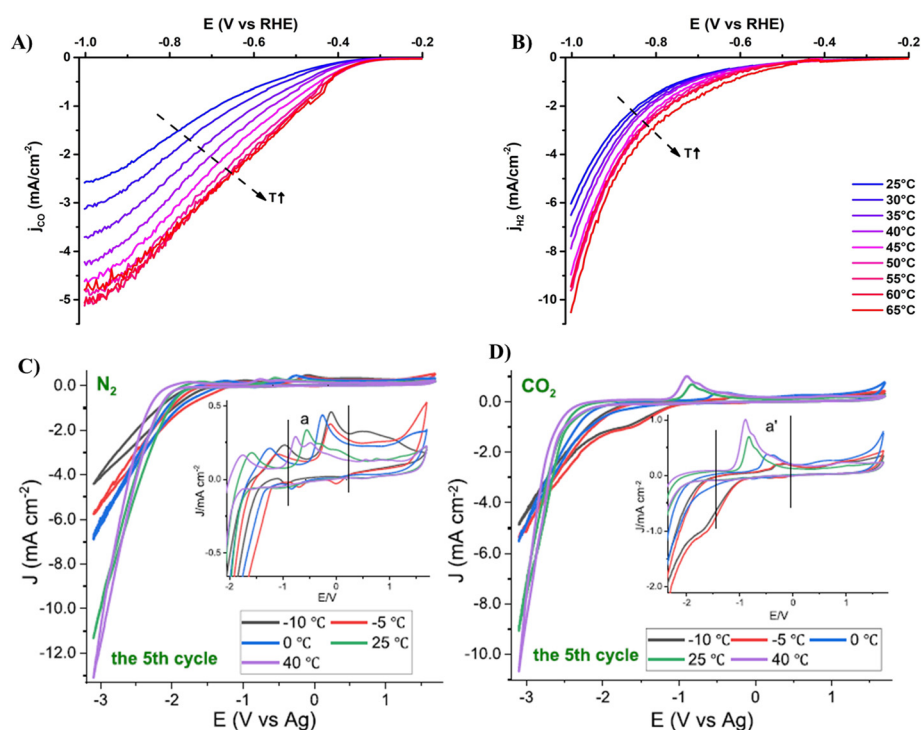 A)
E (V vs RHE)
-1.0 -0.8 -0.6 -0.4 -0.2
0
-1
-2
-3
-4
-5
j CO (mA/cm-2)
T↑
B)
E (V vs RHE)
-1.0 -0.8 -0.6 -0.4 -0.2
0
-2
-4
-6
-8
-10
j H2 (mA/cm-2)
T↑
25°C
30°C
35°C
40°C
45°C
50°C
55°C
60°C
65°C
C)
N2
0.0
-2.0
-4.0
-6.0
-8.0
-10.0
-12.0
J (mA cm-2)
a
0.5
0.0
-0.5
J/mA cm-2
-2 -1 0 1
E/V
-10 °C -5 °C
0 °C 25 °C
40 °C
the 5th cycle
-3 -2 -1 0 1
E (V vs Ag)
D)
CO2
2.0
0.0
-2.0
-4.0
-6.0
-8.0
-10.0
J (mA cm-2)
a'
1.0
0.0
-1.0
-2.0
J/mA cm-2
-2 -1 0 1
E/V
-10 °C -5 °C 0 °C
25 °C 40 °C
the 5th cycle
-3 -2 -1 0 1
E (V vs Ag)